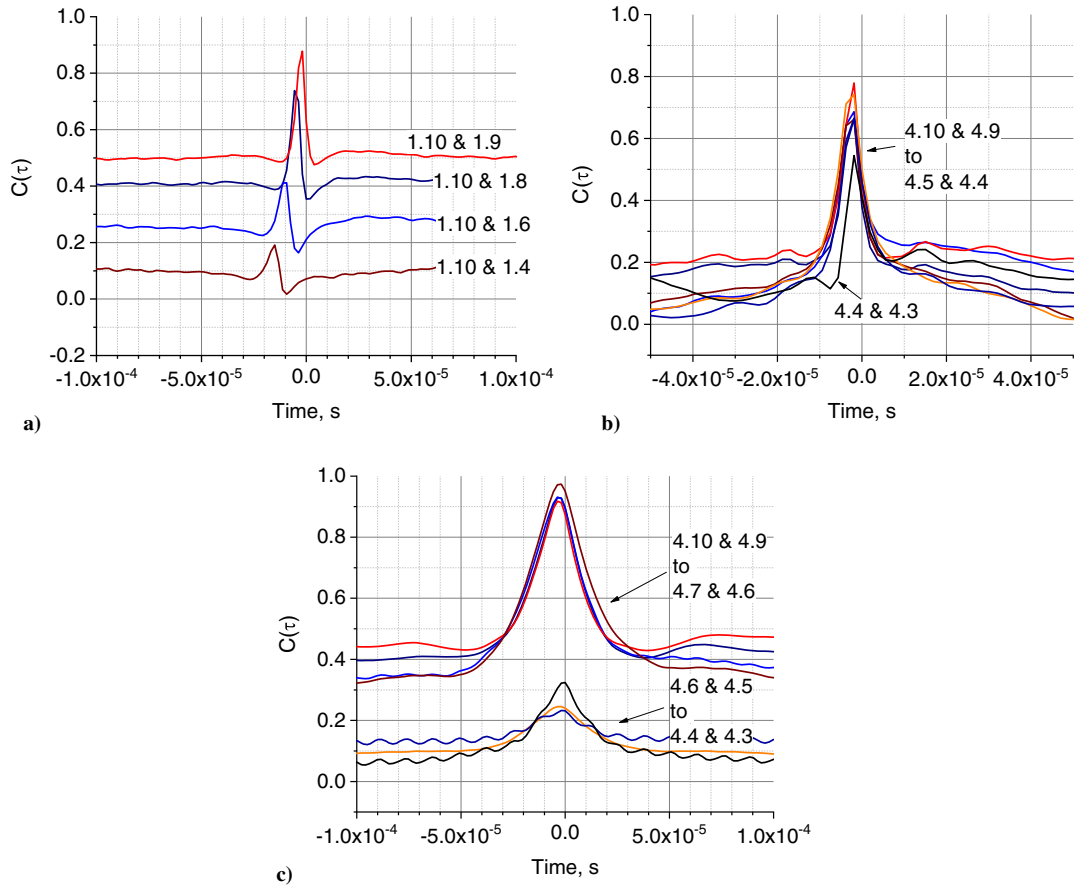 1.0
0.8
0.6
0.4
0.2
0.0
-0.2
C(τ)
1.10 & 1.9
1.10 & 1.8
1.10 & 1.6
1.10 & 1.4
-1.0x10⁻⁴ -5.0x10⁻⁵ 0.0 5.0x10⁻⁵ 1.0x10⁻⁴
Time, s
a)
1.0
0.8
0.6
0.4
0.2
0.0
C(τ)
4.10 & 4.9
to
4.5 & 4.4
4.4 & 4.3
-4.0x10⁻⁵ -2.0x10⁻⁵ 0.0 2.0x10⁻⁵ 4.0x10⁻⁵
Time, s
b)
1.0
0.8
0.6
0.4
0.2
0.0
C(τ)
4.10 & 4.9
to
4.7 & 4.6
4.6 & 4.5
to
4.4 & 4.3
-1.0x10⁻⁴ -5.0x10⁻⁵ 0.0 5.0x10⁻⁵ 1.0x10⁻⁴
Time, s
c)